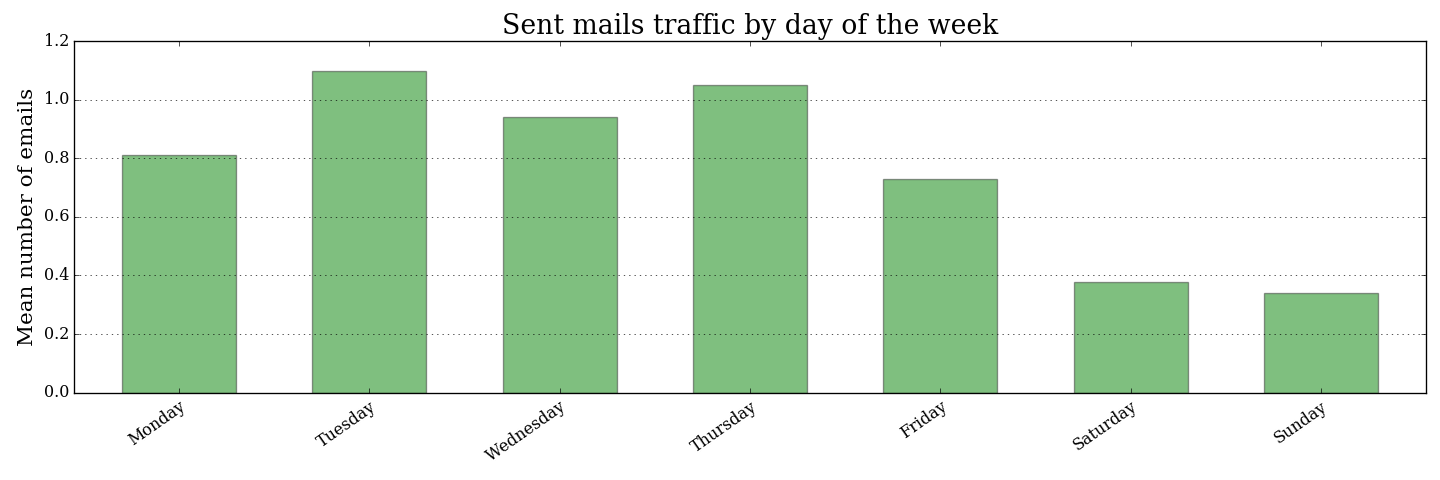 Sent mails traffic by day of the week
Mean number of emails
1.2
1.0
0.8
0.6
0.4
0.2
0.0
Monday
Tuesday
Wednesday
Thursday
Friday
Saturday
Sunday